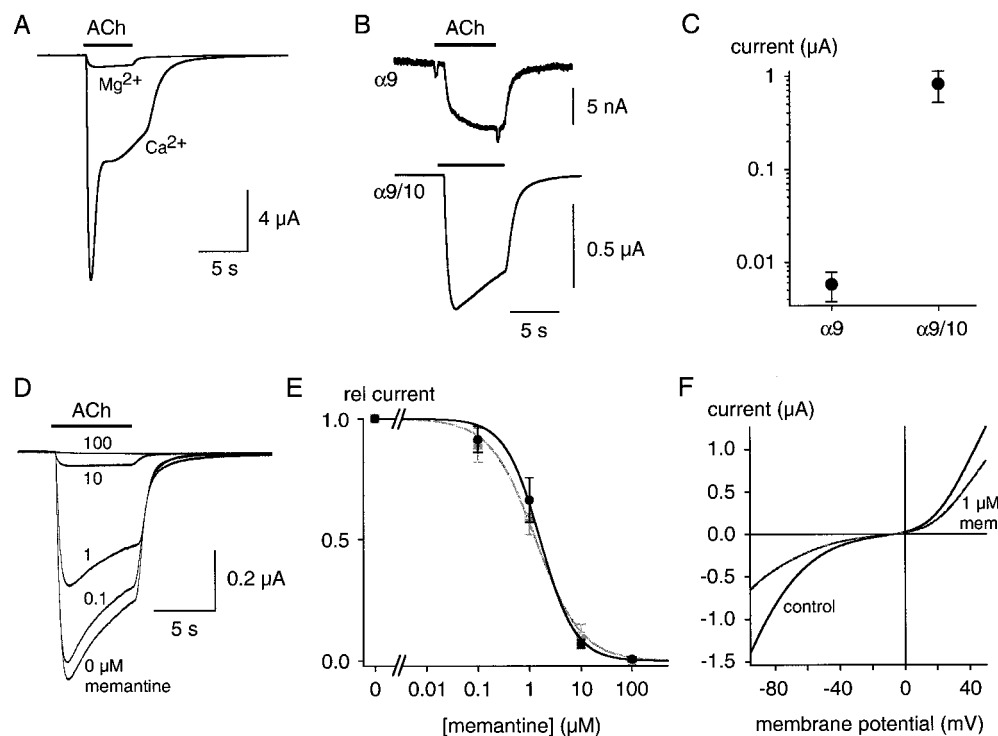 A
ACh
Mg2+
Ca2+
4 µA
5 s
B
ACh
α9
5 nA
α9/10
0.5 µA
5 s
C
current (µA)
1
0.1
0.01
α9
α9/10
D
ACh
100
10
1
0.1
0 µM
memantine
0.2 µA
5 s
E
rel current
1.0
0.5
0.0
0 0.01 0.1 1 10 100
[memantine] (µM)
F
current (µA)
1.0
0.5
0.0
-0.5
-1.0
-1.5
1 µM
mem
control
-80 -40 0 40
membrane potential (mV)